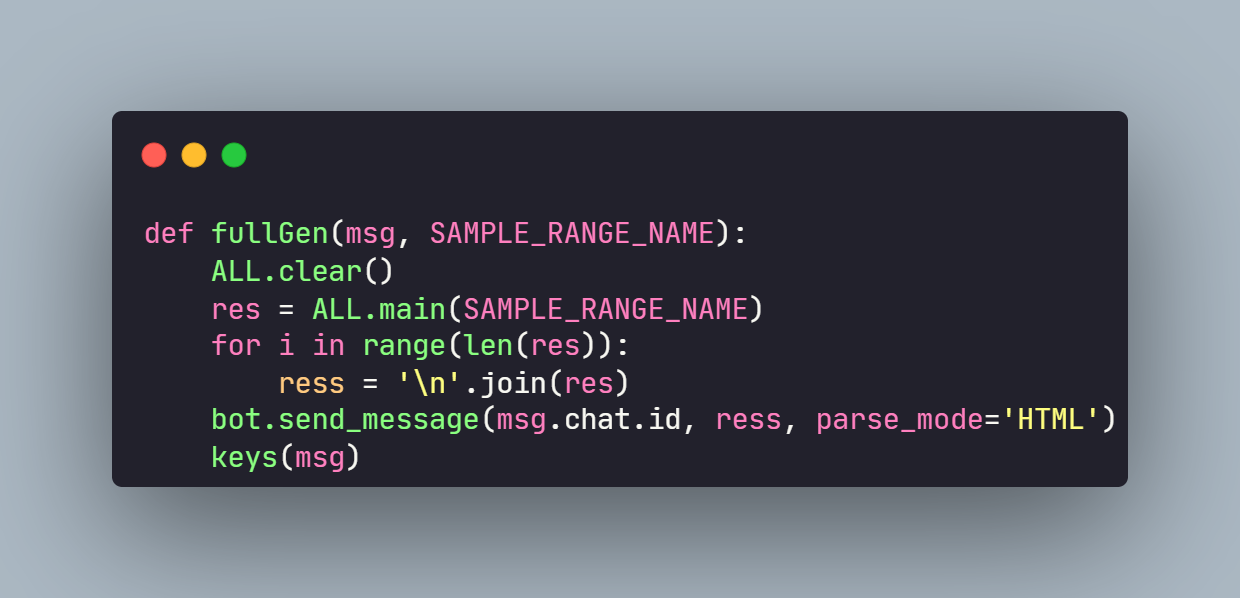 def fullGen(msg, SAMPLE_RANGE_NAME):
    ALL.clear()
    res = ALL.main(SAMPLE_RANGE_NAME)
    for i in range(len(res)):
        ress = '\n'.join(res)
    bot.send_message(msg.chat.id, ress, parse_mode='HTML')
    keys(msg)